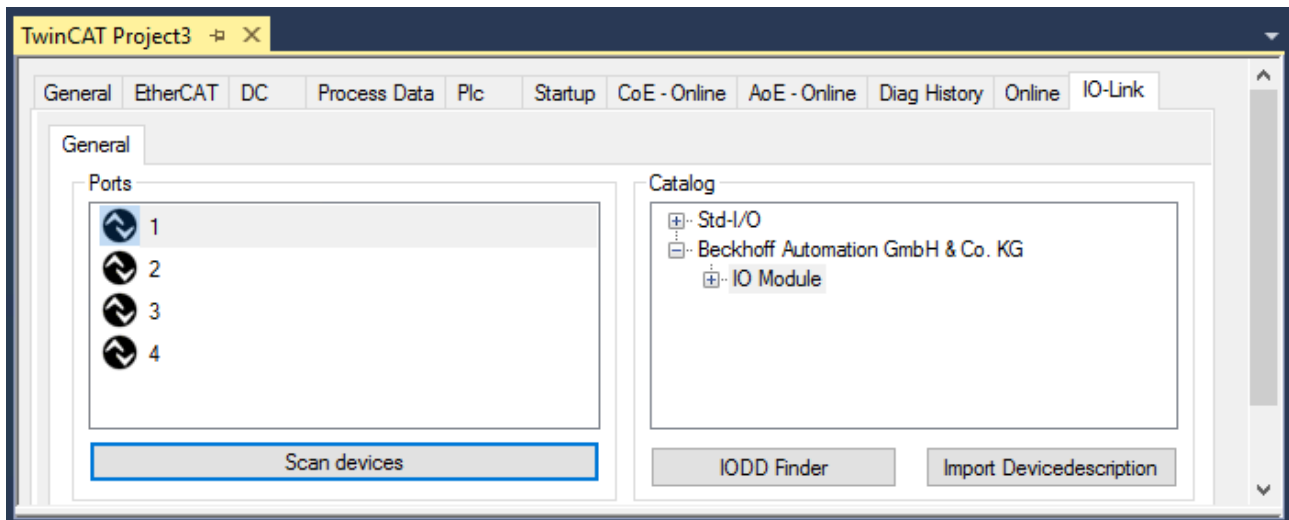 TwinCAT Project3
General EtherCAT DC Process Data Plc Startup CoE - Online AoE - Online Diag History Online IO-Link
General
Ports
1
2
3
4
Scan devices
Catalog
Std-I/O
Beckhoff Automation GmbH & Co. KG
IO Module
IODD Finder
Import Devicedescription